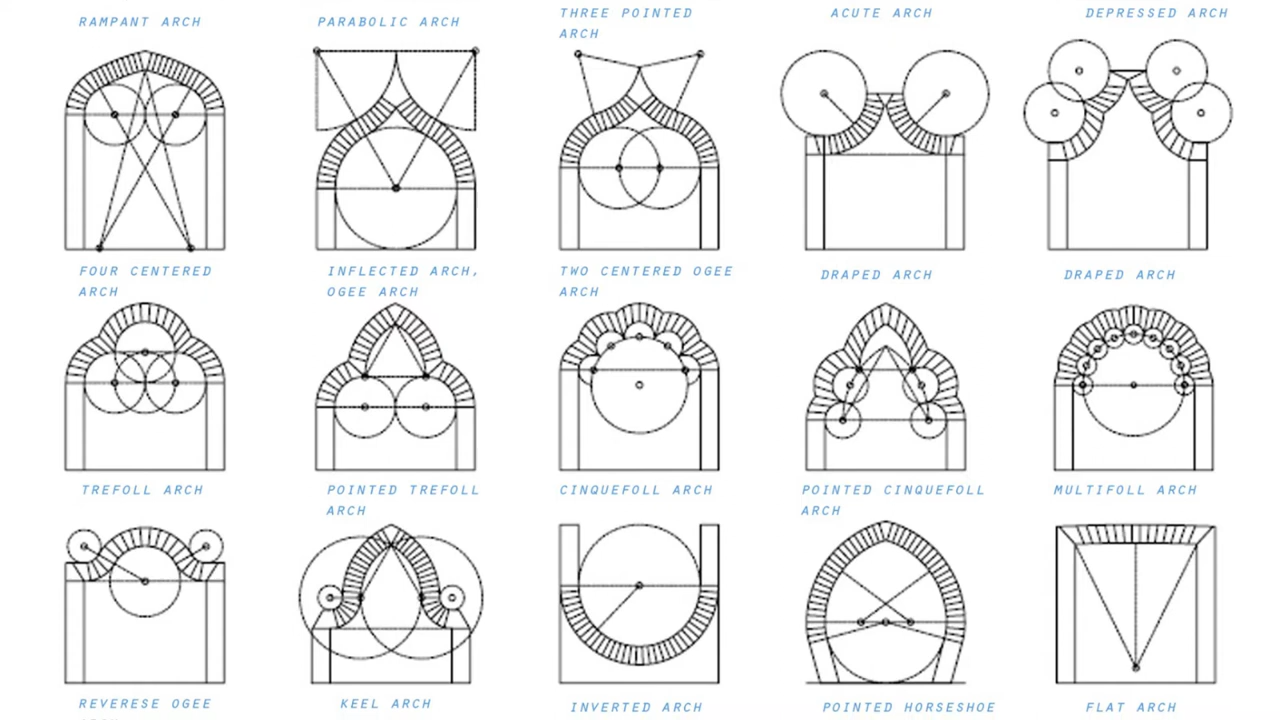 RAMPANT ARCH
PARABOLIC ARCH
THREE POINTED
ARCH
ACUTE ARCH
DEPRESSED ARCH
FOUR CENTERED
ARCH
INFLECTED ARCH,
OGEE ARCH
TWO CENTERED OGEE
ARCH
DRAPED ARCH
DRAPED ARCH
TREFOLL ARCH
POINTED TREFOLL
ARCH
CINQUEFOLL ARCH
POINTED CINQUEFOLL
ARCH
MULTIFOLL ARCH
REVERESE OGEE
KEEL ARCH
INVERTED ARCH
POINTED HORSESHOE
FLAT ARCH